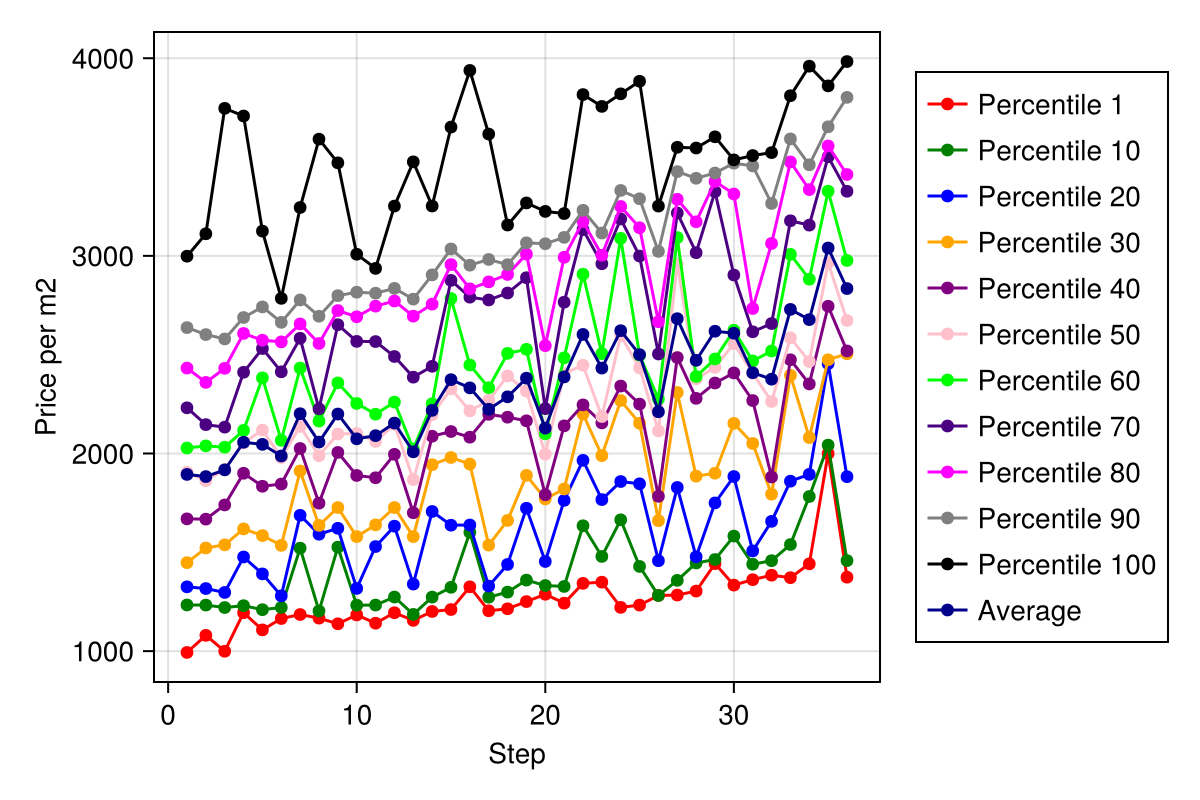 4000
3000
2000
1000
Price per m2
0
10
20
30
Step
Percentile 1
Percentile 10
Percentile 20
Percentile 30
Percentile 40
Percentile 50
Percentile 60
Percentile 70
Percentile 80
Percentile 90
Percentile 100
Average